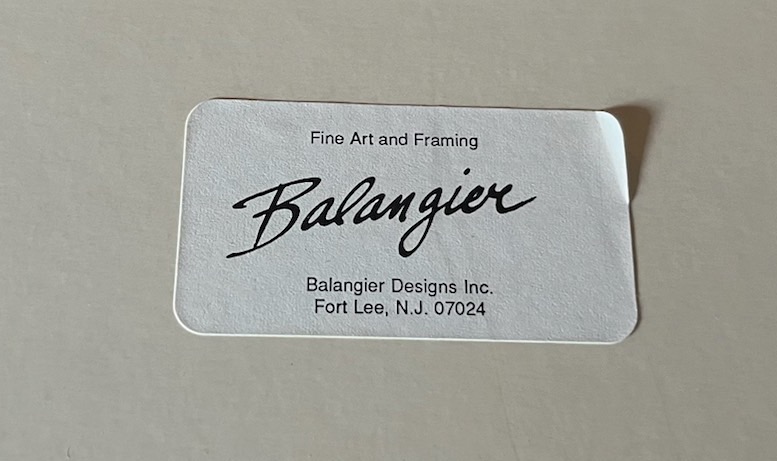 Fine Art and Framing
Balangier
Balangier Designs Inc.
Fort Lee, N.J. 07024